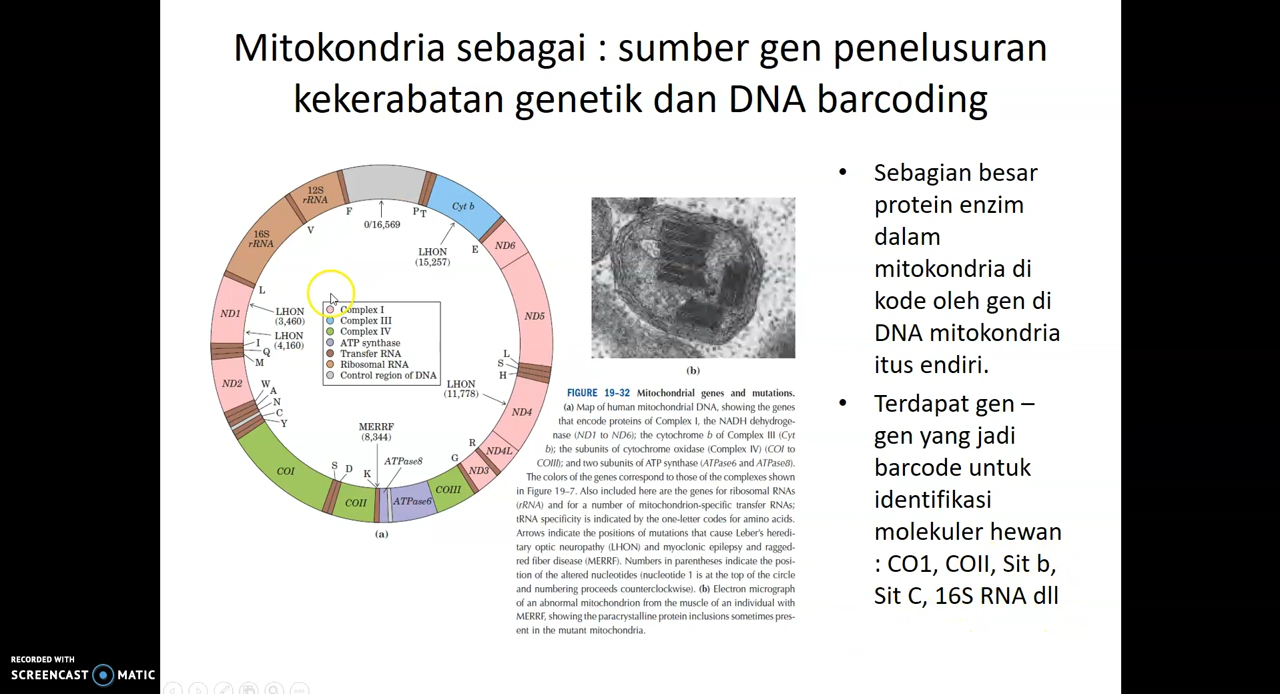 Mitokondria sebagai : sumber gen penelusuran
kekerabatan genetik dan DNA barcoding
12S
rRNA
16S
rRNA
F
V
0/16,569
P
T
Cyt b
LHON
(15,257)
E
ND6
ND5
L
ND1
LHON
(3,460)
LHON
(4,160)
I
Q
M
ND2
W
A
N
C
Y
Complex I
Complex III
Complex IV
ATP synthase
Transfer RNA
Ribosomal RNA
Control region of DNA
L
S
H
LHON
(11,778)
ND4
ND4L
R
ND3
G
COIII
MERRF
(8,344)
ATPase8
ATPase6
K
COII
S
D
COI
(a)
(b)
FIGURE 19-32 Mitochondrial genes and mutations.
(a) Map of human mitochondrial DNA, showing the genes
that encode proteins of Complex I, the NADH dehydroge-
nase (ND1 to ND6); the cytochrome b of Complex III (Cyt
b); the subunits of cytochrome oxidase (Complex IV) (COI to
COIII); and two subunits of ATP synthase (ATPase6 and ATPase8).
The colors of the genes correspond to those of the complexes shown
in Figure 19–7. Also included here are the genes for ribosomal RNAs
(rRNA) and for a number of mitochondrion-specific transfer RNAs;
tRNA specificity is indicated by the one-letter codes for amino acids.
Arrows indicate the positions of mutations that cause Leber's heredi-
tary optic neuropathy (LHON) and myoclonic epilepsy and ragged-
red fiber disease (MERRF). Numbers in parentheses indicate the posi-
tion of the altered nucleotides (nucleotide 1 is at the top of the circle
and numbering proceeds counterclockwise). (b) Electron micrograph
of an abnormal mitochondrion from the muscle of an individual with
MERRF, showing the paracrystalline protein inclusions sometimes pres-
ent in the mutant mitochondria.
• Sebagian besar
protein enzim
dalam
mitokondria di
kode oleh gen di
DNA mitokondria
itus endiri.
• Terdapat gen –
gen yang jadi
barcode untuk
identifikasi
molekuler hewan
: CO1, COII, Sit b,
Sit C, 16S RNA dll
RECORDED WITH
SCREENCAST MATIC